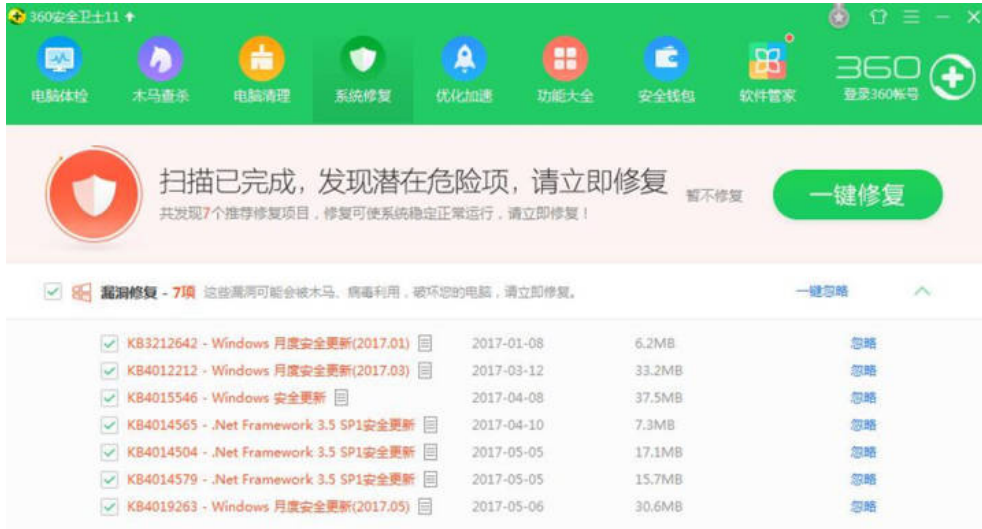 360安全卫士11
电脑体检 木马查杀 电脑清理 系统修复 优化加速 功能大全 安全钱包 软件管家 360 登录360帐号
扫描已完成，发现潜在危险项，请立即修复 暂不修复 一键修复
共发现7个推荐修复项目，修复可使系统稳定正常运行，请立即修复！
漏洞修复 - 7项 这些漏洞可能会被木马、病毒利用，破坏您的电脑，请立即修复。 一键忽略
KB3212642 - Windows 月度安全更新(2017.01) 2017-01-08 6.2MB 忽略
KB4012212 - Windows 月度安全更新(2017.03) 2017-03-12 33.2MB 忽略
KB4015546 - Windows 安全更新 2017-04-08 37.5MB 忽略
KB4014565 - .Net Framework 3.5 SP1安全更新 2017-04-10 7.3MB 忽略
KB4014504 - .Net Framework 3.5 SP1安全更新 2017-05-05 17.1MB 忽略
KB4014579 - .Net Framework 3.5 SP1安全更新 2017-05-05 15.7MB 忽略
KB4019263 - Windows 月度安全更新(2017.05) 2017-05-06 30.6MB 忽略